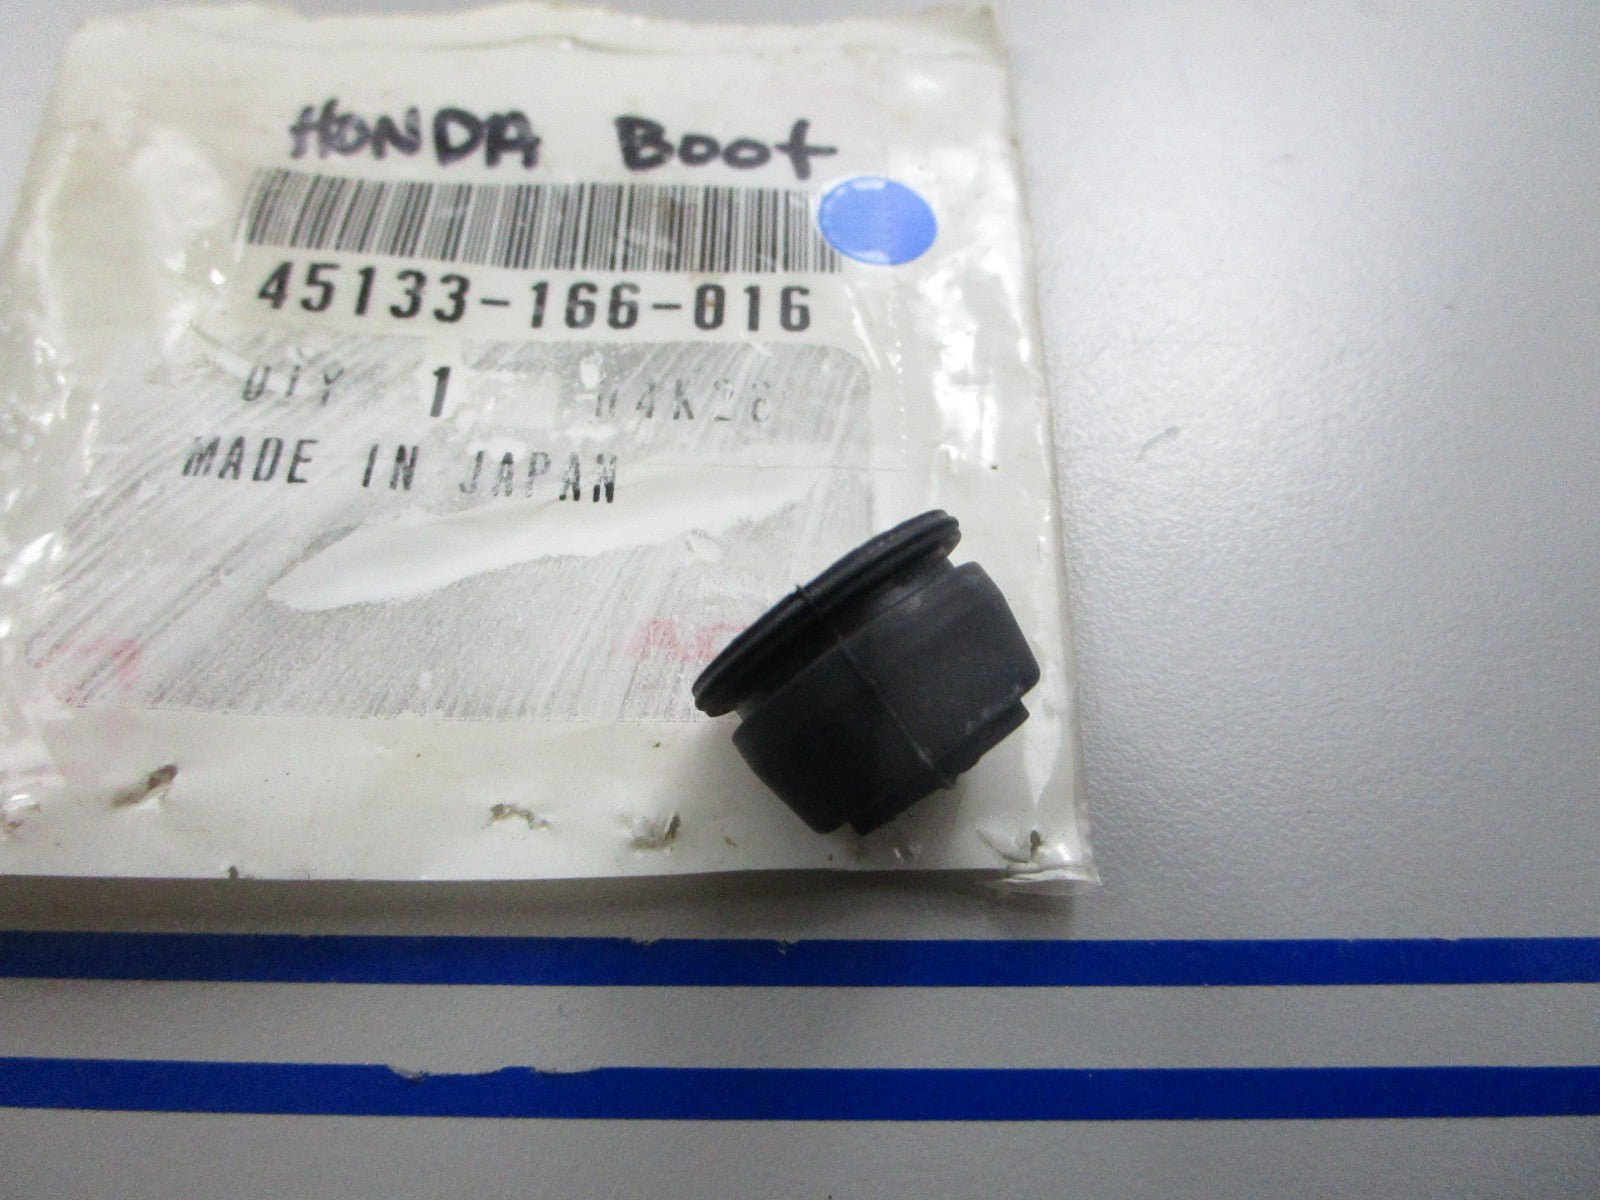 HONDA Boot
45133-166-016
QTY 1
MADE IN JAPAN